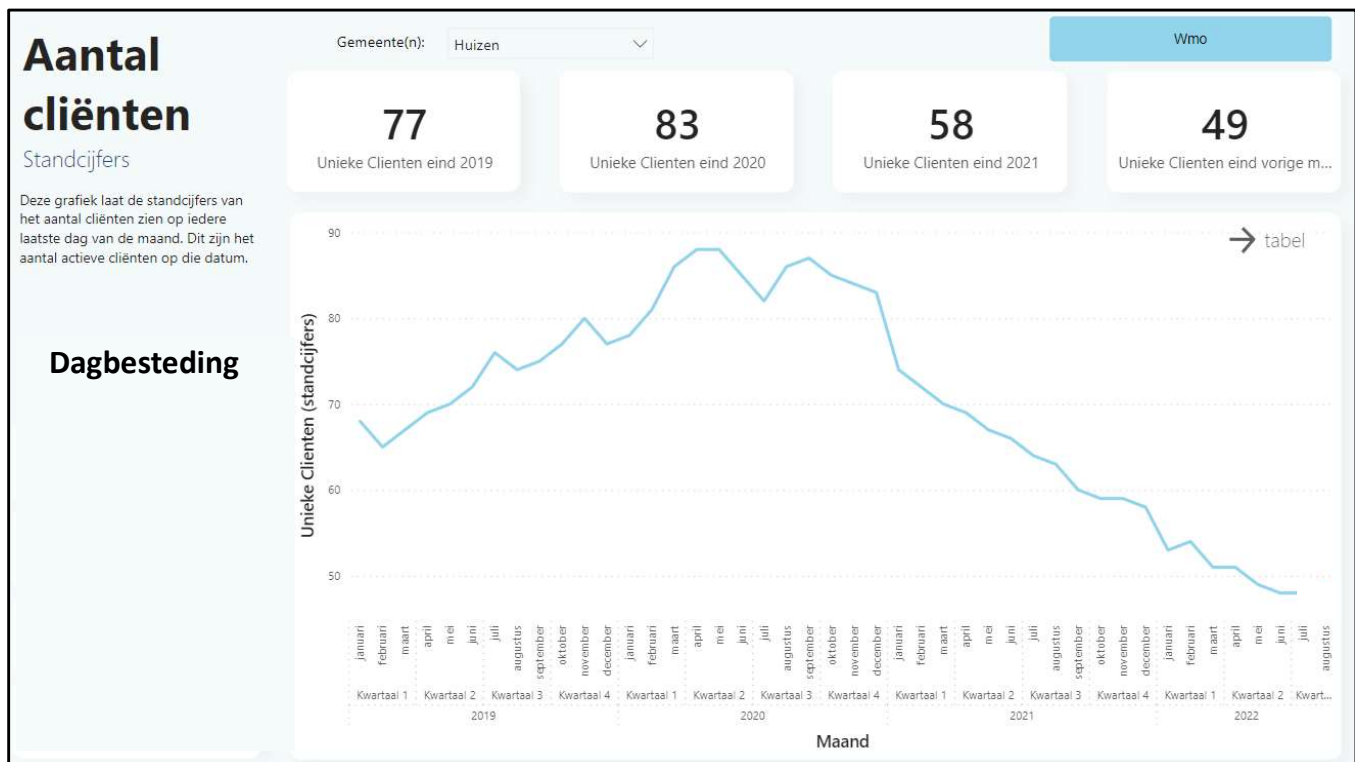 Aantal
cliënten
Standcijfers
Deze grafiek laat de standcijfers van
het aantal cliënten zien op iedere
laatste dag van de maand. Dit zijn het
aantal actieve cliënten op die datum.
Dagbesteding
Gemeente(n): Huizen
Wmo
77
Unieke Clienten eind 2019
83
Unieke Clienten eind 2020
58
Unieke Clienten eind 2021
49
Unieke Clienten eind vorige m...
tabel
Unieke Clienten (standcijfers)
90
80
70
60
50
januari februari maart april mei juni juli augustus september oktober november december januari februari maart april mei juni juli augustus september oktober november december januari februari maart april mei juni juli augustus september oktober november december januari februari maart april mei juni juli augustus
Kwartaal 1 Kwartaal 2 Kwartaal 3 Kwartaal 4 Kwartaal 1 Kwartaal 2 Kwartaal 3 Kwartaal 4 Kwartaal 1 Kwartaal 2 Kwartaal 3 Kwartaal 4 Kwartaal 1 Kwartaal 2 Kwart...
2019 2020 2021 2022
Maand